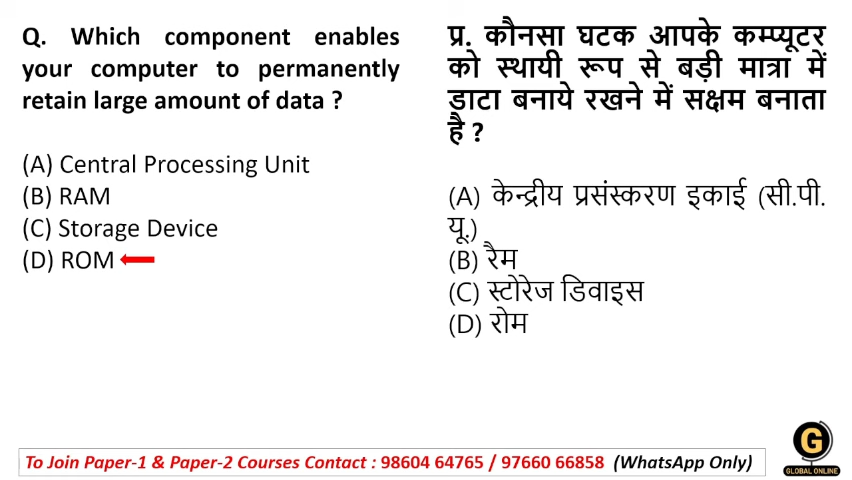 Q. Which component enables
your computer to permanently
retain large amount of data ?
(A) Central Processing Unit
(B) RAM
(C) Storage Device
(D) ROM
प्र. कौनसा घटक आपके कम्प्यूटर
को स्थायी रूप से बड़ी मात्रा में
डाटा बनाये रखने में सक्षम बनाता
है ?
(A) केन्द्रीय प्रसंस्करण इकाई (सी.पी.
यू.)
(B) रैम
(C) स्टोरेज डिवाइस
(D) रोम
To Join Paper-1 & Paper-2 Courses Contact : 98604 64765 / 97660 66858 (WhatsApp Only)
G
GLOBAL ONLINE